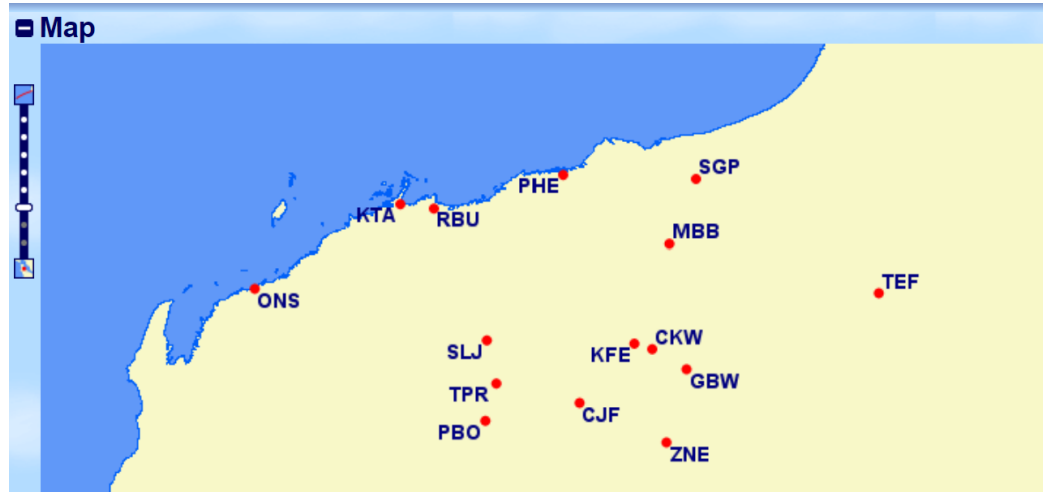 Map
SGP
PHE
KTA
RBU
MBB
TEF
ONS
CKW
SLJ
KFE
GBW
TPR
CJF
PBO
ZNE